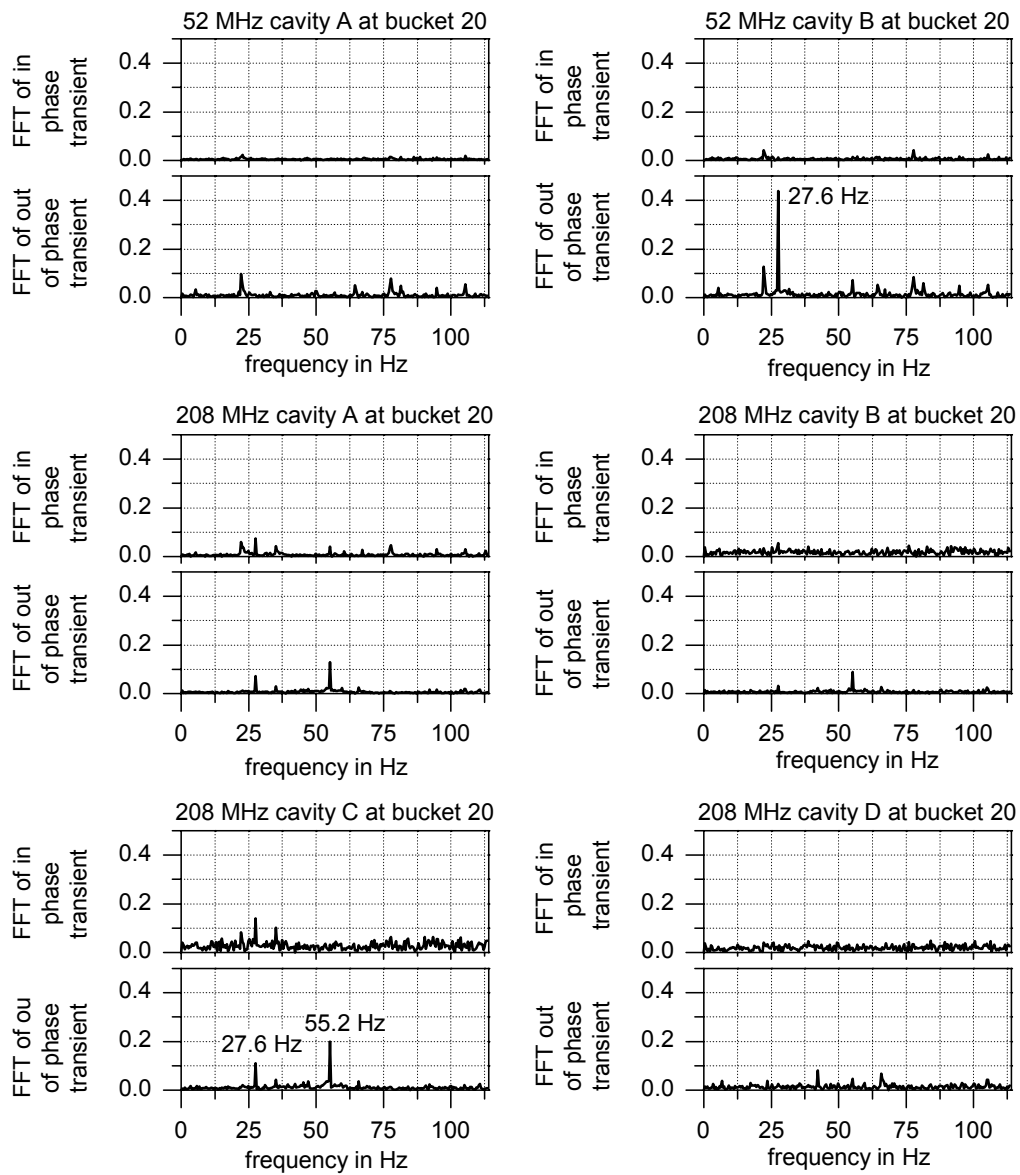 52 MHz cavity A at bucket 20
FFT of in
phase
transient
0.4
0.2
0.0
FFT of out
of phase
transient
0.4
0.2
0.0
0 25 50 75 100
frequency in Hz
52 MHz cavity B at bucket 20
FFT of in
phase
transient
0.4
0.2
0.0
FFT of out
of phase
transient
0.4
0.2
0.0
27.6 Hz
0 25 50 75 100
frequency in Hz
208 MHz cavity A at bucket 20
FFT of in
phase
transient
0.4
0.2
0.0
FFT of out
of phase
transient
0.4
0.2
0.0
0 25 50 75 100
frequency in Hz
208 MHz cavity B at bucket 20
FFT of in
phase
transient
0.4
0.2
0.0
FFT of out
of phase
transient
0.4
0.2
0.0
0 25 50 75 100
frequency in Hz
208 MHz cavity C at bucket 20
FFT of in
phase
transient
0.4
0.2
0.0
FFT of ou
of phase
transient
0.4
0.2
0.0
55.2 Hz
27.6 Hz
0 25 50 75 100
frequency in Hz
208 MHz cavity D at bucket 20
FFT of in
phase
transient
0.4
0.2
0.0
FFT out
of phase
transient
0.4
0.2
0.0
0 25 50 75 100
frequency in Hz